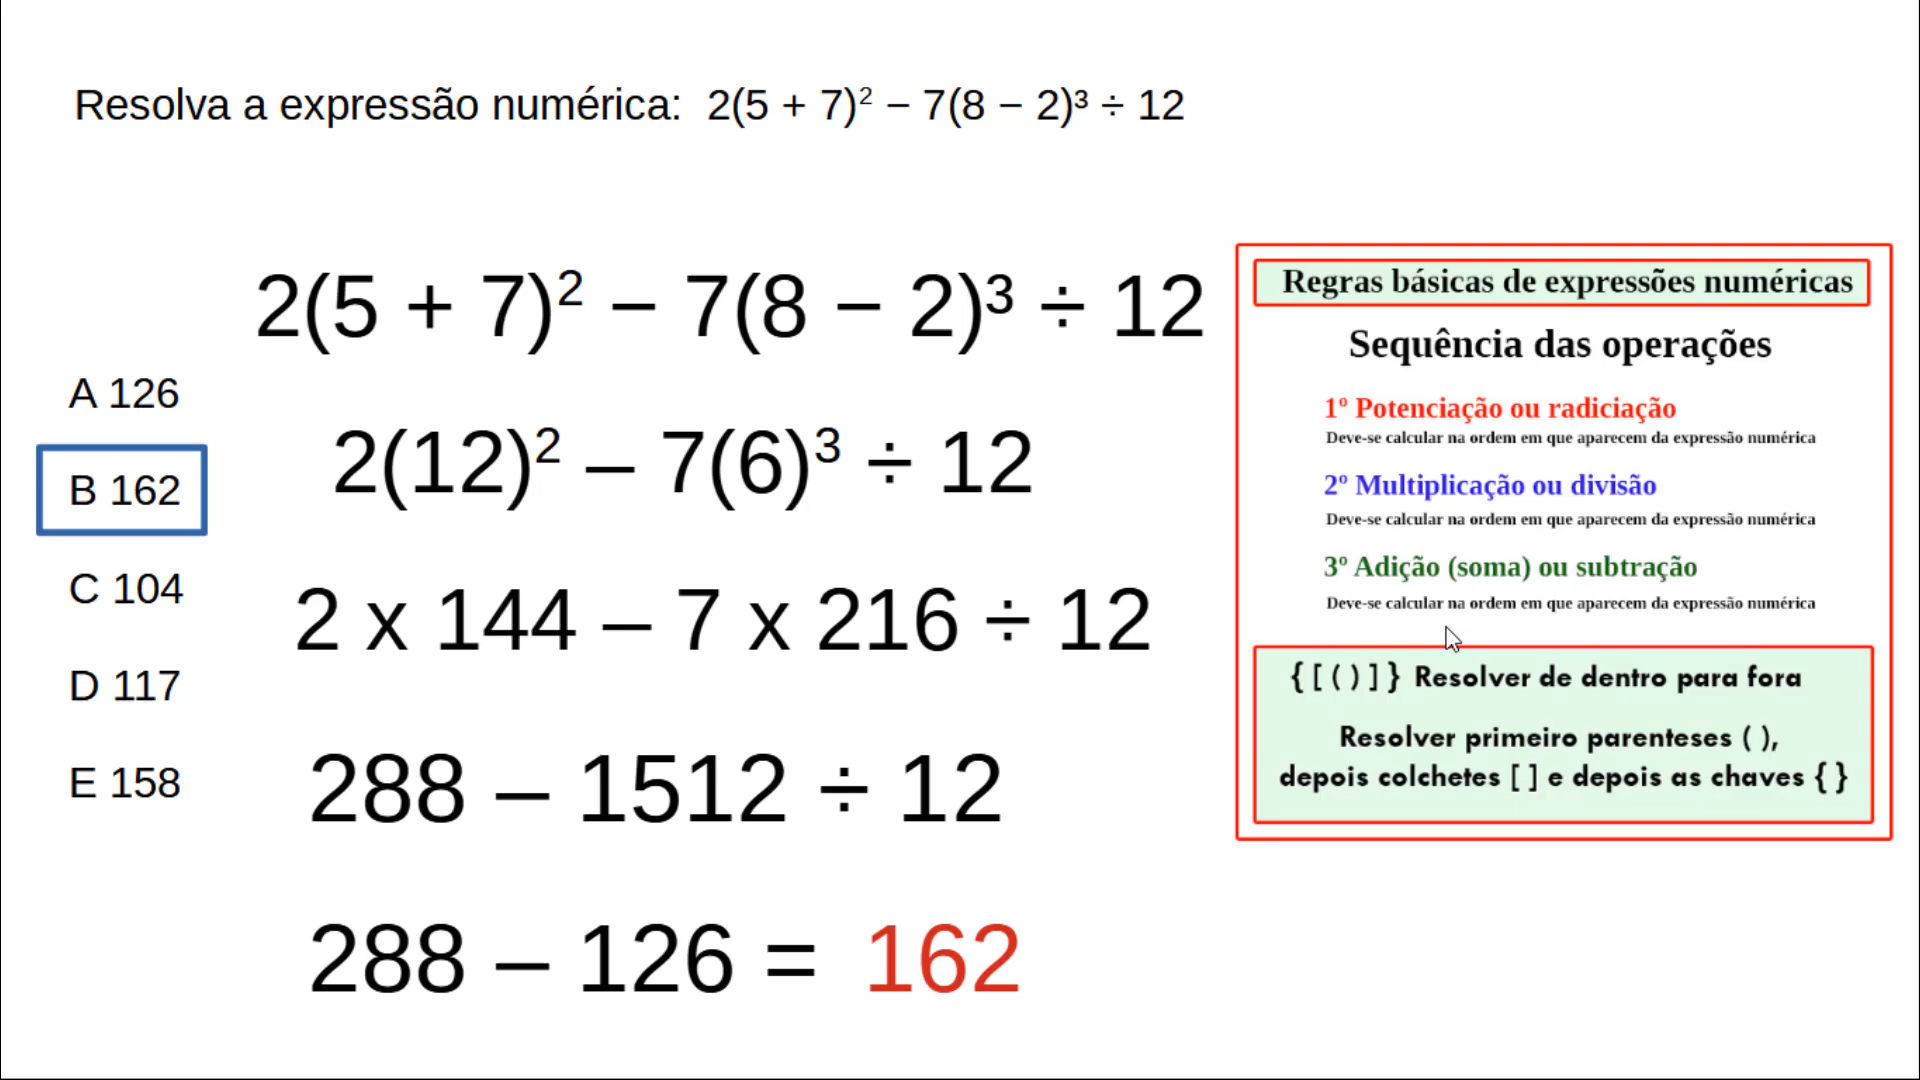 Resolva a expressão numérica: 2(5 + 7)² − 7(8 − 2)³ ÷ 12
2(5 + 7)² − 7(8 − 2)³ ÷ 12
A 126
B 162
C 104
D 117
E 158
2(12)² – 7(6)³ ÷ 12
2 x 144 – 7 x 216 ÷ 12
288 – 1512 ÷ 12
288 – 126 = 162
Regras básicas de expressões numéricas
Sequência das operações
1º Potenciação ou radiciação
Deve-se calcular na ordem em que aparecem da expressão numérica
2º Multiplicação ou divisão
Deve-se calcular na ordem em que aparecem da expressão numérica
3º Adição (soma) ou subtração
Deve-se calcular na ordem em que aparecem da expressão numérica
{ [ ( ) ] } Resolver de dentro para fora
Resolver primeiro parenteses ( ),
depois colchetes [ ] e depois as chaves { }